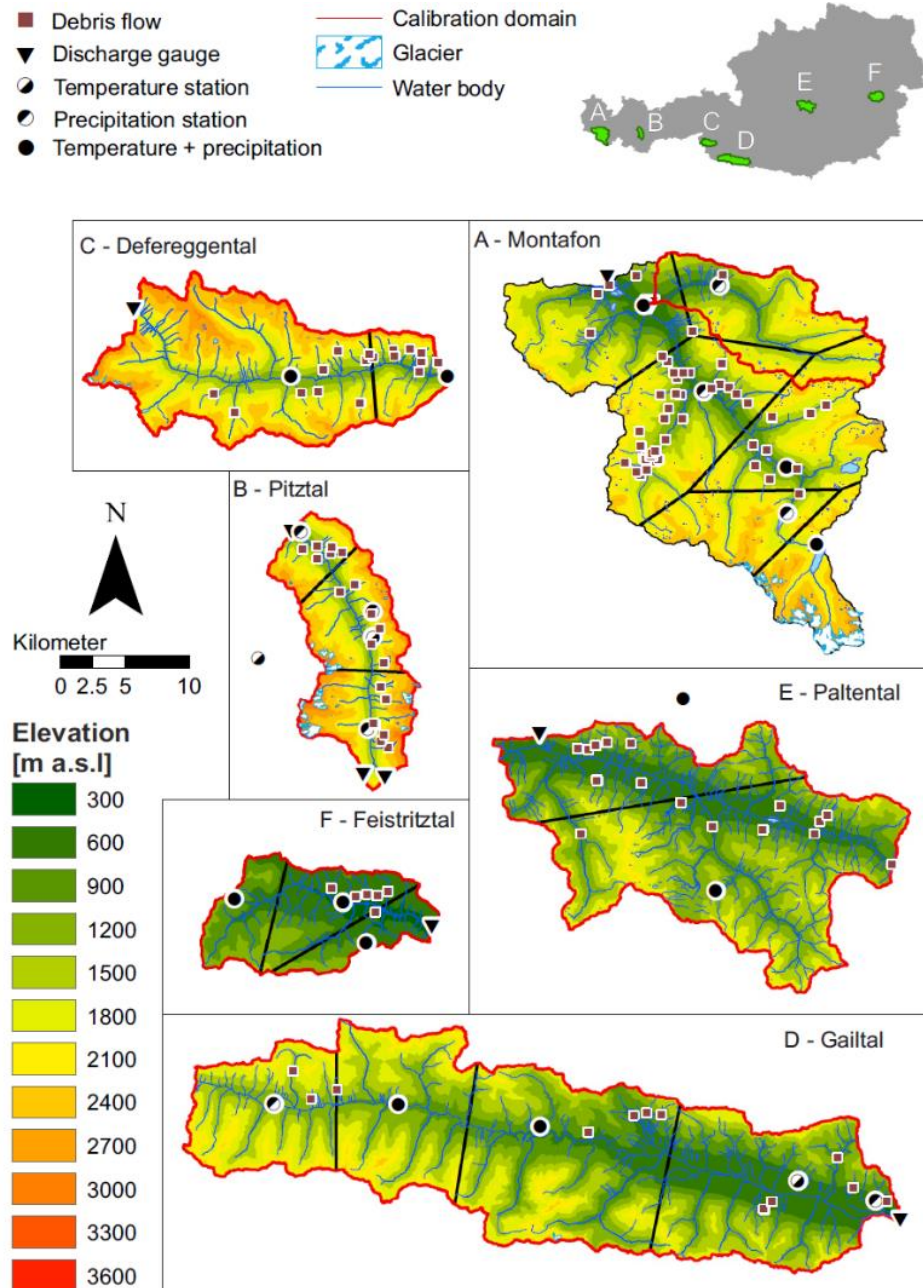 Debris flow
Discharge gauge
Temperature station
Precipitation station
Temperature + precipitation
Calibration domain
Glacier
Water body
A
B
C
D
E
F
C - Defereggental
A - Montafon
B - Pitztal
N
Kilometer
0 2.5 5 10
E - Paltental
Elevation
[m a.s.l]
300
600
900
1200
1500
1800
2100
2400
2700
3000
3300
3600
F - Feistritztal
D - Gailtal